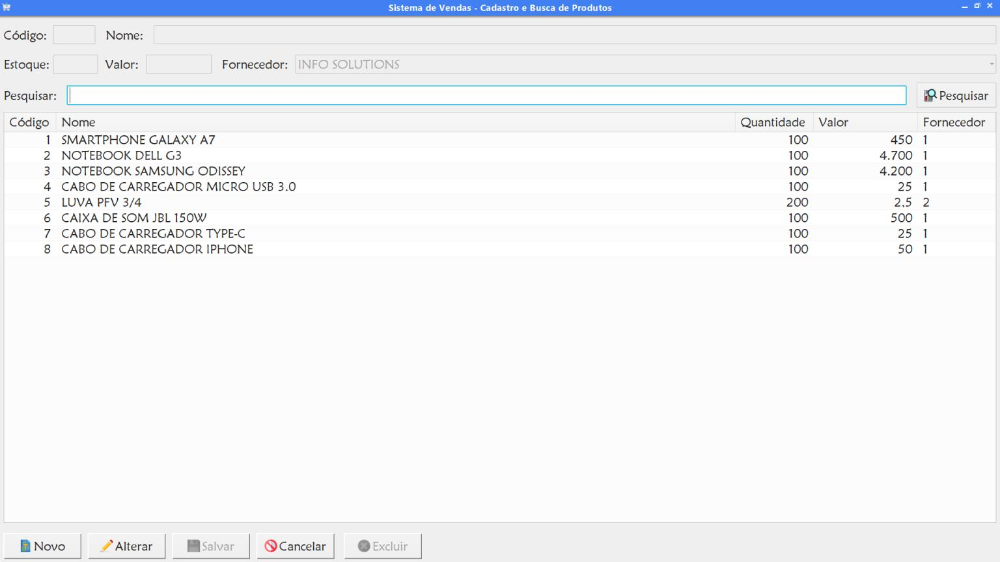 Sistema de Vendas - Cadastro e Busca de Produtos
Código: Nome:
Estoque: Valor: Fornecedor: INFO SOLUTIONS
Pesquisar: Pesquisar
Código Nome Quantidade Valor Fornecedor
1 SMARTPHONE GALAXY A7 100 450 1
2 NOTEBOOK DELL G3 100 4.700 1
3 NOTEBOOK SAMSUNG ODISSEY 100 4.200 1
4 CABO DE CARREGADOR MICRO USB 3.0 100 25 1
5 LUVA PFV 3/4 200 2,5 2
6 CAIXA DE SOM JBL 150W 100 500 1
7 CABO DE CARREGADOR TYPE-C 100 25 1
8 CABO DE CARREGADOR IPHONE 100 50 1
Novo Alterar Salvar Cancelar Excluir